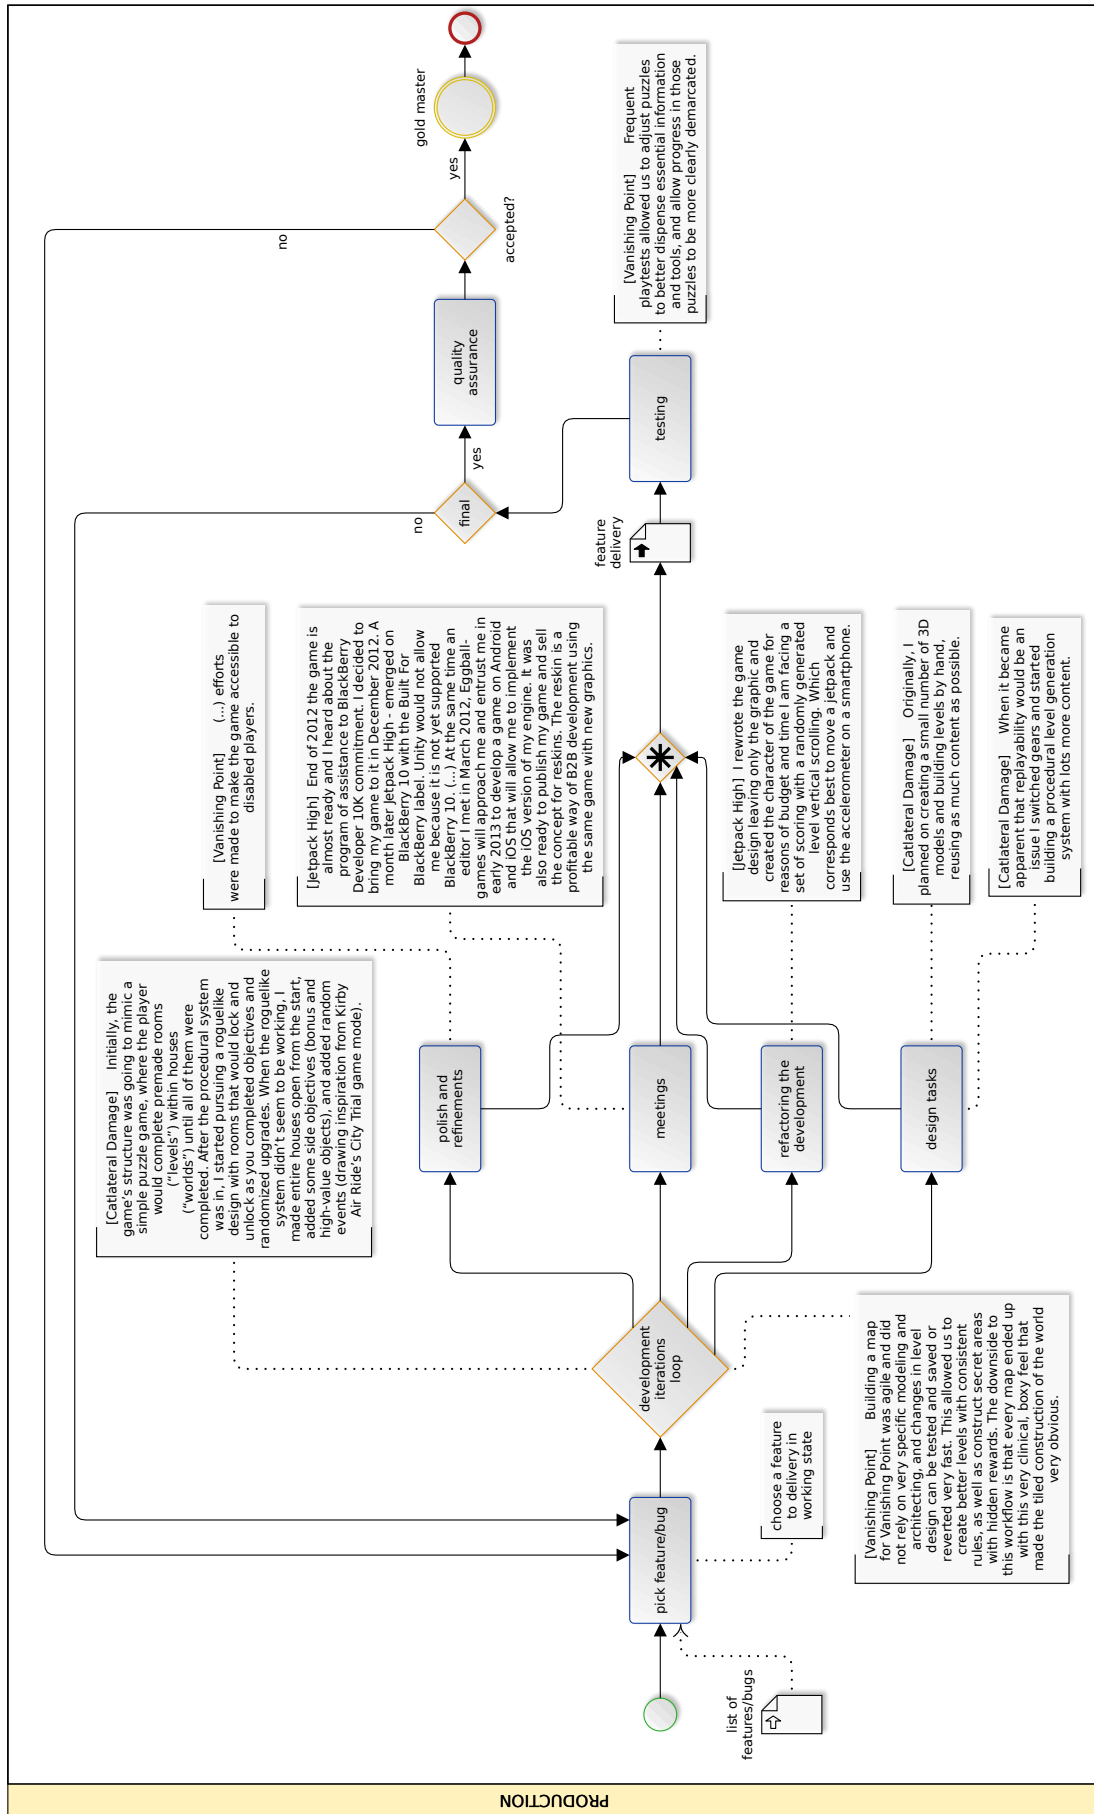 PRODUCTION
list of
features/bugs
pick feature/bug
choose a feature
to delivery in
working state
development
iterations
loop
[Catlateral Damage] Initially, the
game's structure was going to mimic a
simple puzzle game, where the player
would complete premade rooms
(“levels”) within houses
(“worlds”) until all of them were
completed. After the procedural system
was in, I started pursuing a roguelike
design with rooms that would lock and
unlock as you completed objectives and
randomized upgrades. When the roguelike
system didn't seem to be working, I
made entire houses open from the start,
added some side objectives (bonus and
high-value objects), and added random
events (drawing inspiration from Kirby
Air Ride's City Trial game mode).
[Vanishing Point] Building a map
for Vanishing Point was agile and did
not rely on very specific modeling and
architecting, and changes in level
design can be tested and saved or
reverted very fast. This allowed us to
create better levels with consistent
rules, as well as construct secret areas
with hidden rewards. The downside to
this workflow is that every map ended up
with this very clinical, boxy feel that
made the tiled construction of the world
very obvious.
polish and
refinements
meetings
refactoring the
development
design tasks
[Vanishing Point] (...) efforts
were made to make the game accessible to
disabled players.
[Jetpack High] End of 2012 the game is
almost ready and I heard about the
program of assistance to BlackBerry
Developer 10K commitment. I decided to
bring my game to it in December 2012. A
month later Jetpack High - emerged on
BlackBerry 10 with the Built For
BlackBerry label. Unity would not allow
me because it is not yet supported
BlackBerry 10. (...) At the same time an
editor I met in March 2012, Eggball-
games will approach me and entrust me in
early 2013 to develop a game on Android
and iOS that will allow me to implement
the iOS version of my engine. It was
also ready to publish my game and sell
the concept for reskins. The reskin is a
profitable way of B2B development using
the same game with new graphics.
[Jetpack High] I rewrote the game
design leaving only the graphic and
created the character of the game for
reasons of budget and time I am facing a
set of scoring with a randomly generated
level vertical scrolling. Which
corresponds best to move a jetpack and
use the accelerometer on a smartphone.
[Catlateral Damage] Originally, I
planned on creating a small number of 3D
models and building levels by hand,
reusing as much content as possible.
[Catlateral Damage] When it became
apparent that replayability would be an
issue I switched gears and started
building a procedural level generation
system with lots more content.
feature
delivery
testing
[Vanishing Point] Frequent
playtests allowed us to adjust puzzles
to better dispense essential information
and tools, and allow progress in those
puzzles to be more clearly demarcated.
final
no
yes
quality
assurance
accepted?
no
yes
gold master